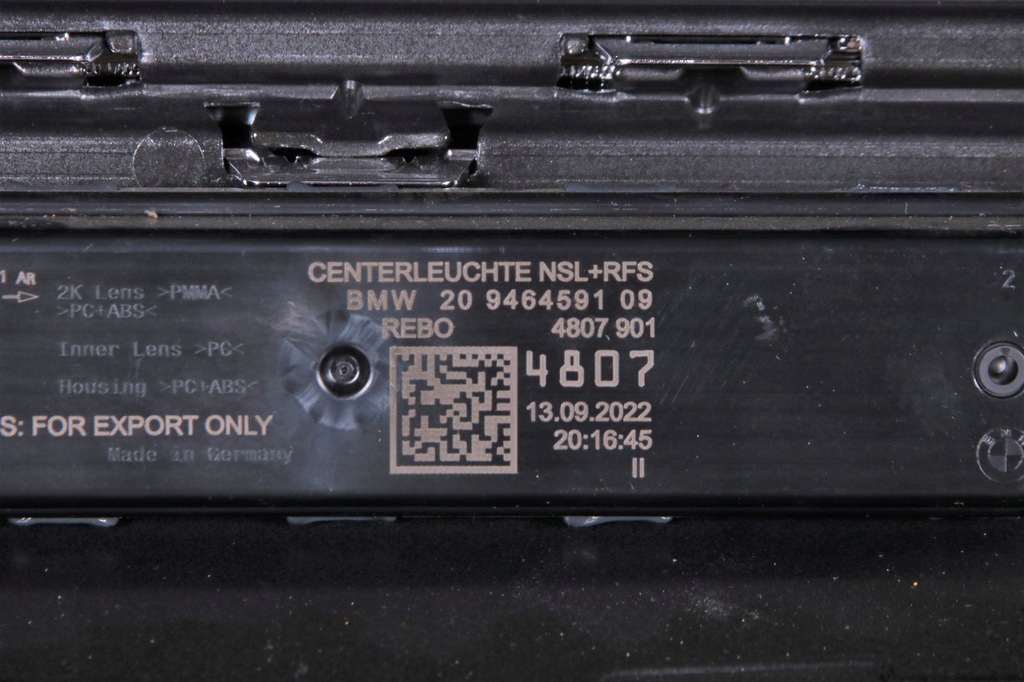 1 AR
2K Lens >PMMA<
>PC+ABS<
Inner Lens >PC<
Housing >PC+ABS<
S: FOR EXPORT ONLY
Made in Germany
CENTERLEUCHTE NSL+RFS
BMW 20 9464591 09
REBO 4807 901
4807
13.09.2022
20:16:45
II
2